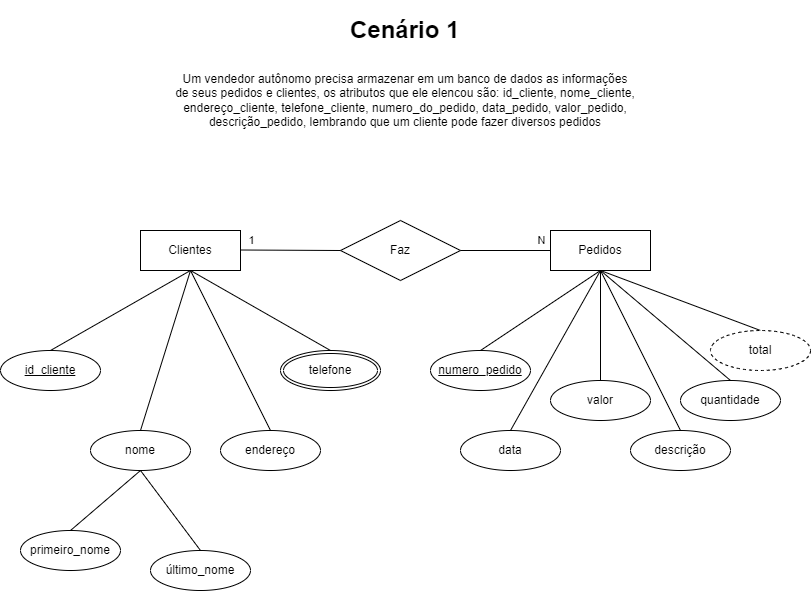 Cenário 1
Um vendedor autônomo precisa armazenar em um banco de dados as informações
de seus pedidos e clientes, os atributos que ele elencou são: id_cliente, nome_cliente,
endereço_cliente, telefone_cliente, numero_do_pedido, data_pedido, valor_pedido,
descrição_pedido, lembrando que um cliente pode fazer diversos pedidos
Clientes
1
Faz
N
Pedidos
id_cliente
telefone
nome
endereço
primeiro_nome
último_nome
numero_pedido
data
valor
descrição
quantidade
total